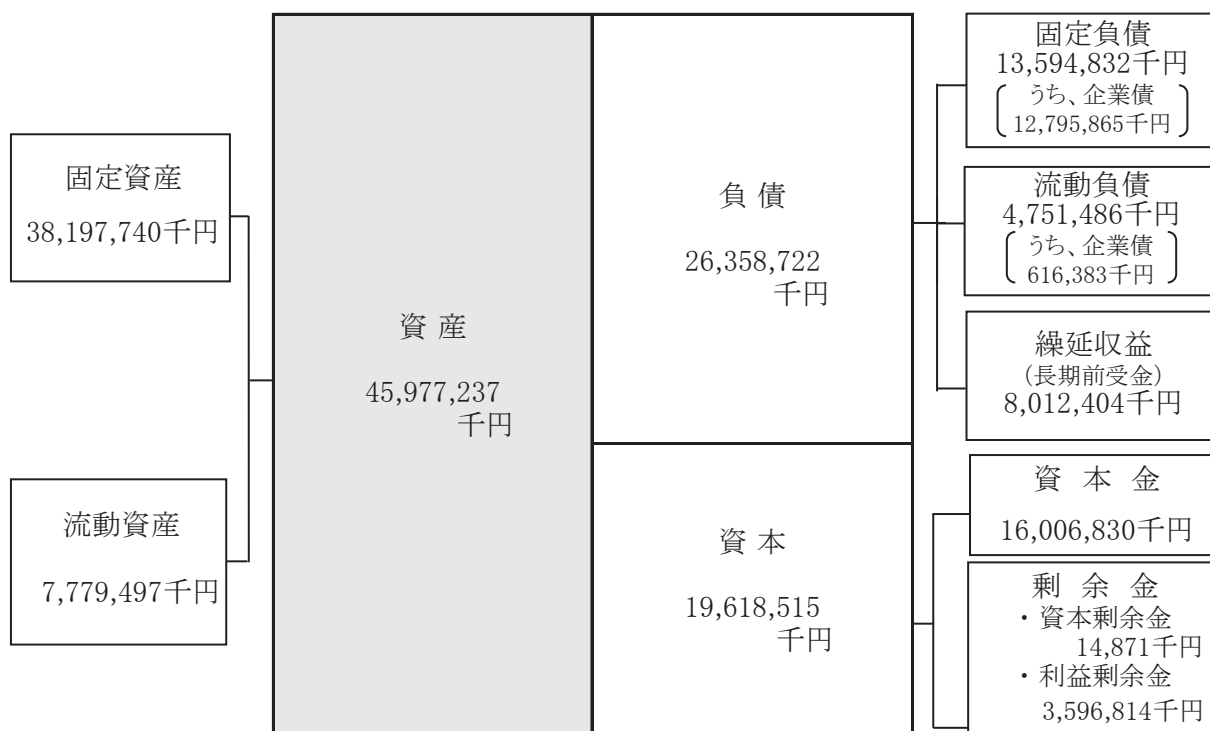 固定資産
38,197,740千円
流動資産
7,779,497千円
資 産
45,977,237
千円
負 債
26,358,722
千円
資 本
19,618,515
千円
固定負債
13,594,832千円
うち、企業債
12,795,865千円
流動負債
4,751,486千円
うち、企業債
616,383千円
繰延収益
(長期前受金)
8,012,404千円
資 本 金
16,006,830千円
剰 余 金
・資本剰余金
14,871千円
・利益剰余金
3,596,814千円